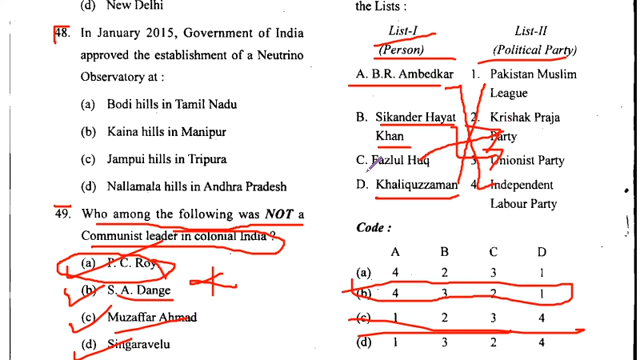 (d) New Delhi
48. In January 2015, Government of India
approved the establishment of a Neutrino
Observatory at :
(a) Bodi hills in Tamil Nadu
(b) Kaina hills in Manipur
(c) Jampui hills in Tripura
(d) Nallamala hills in Andhra Pradesh
49. Who among the following was NOT a
Communist leader in colonial India ?
(a) P. C. Roy
(b) S. A. Dange
(c) Muzaffar Ahmad
(d) Singaravelu
the Lists :
List-I List-II
(Person) (Political Party)
A. B.R. Ambedkar 1. Pakistan Muslim
League
B. Sikander Hayat 2. Krishak Praja
Khan Party
C. Fazlul Huq 3. Unionist Party
D. Khaliquzzaman 4. Independent
Labour Party
Code :
A B C D
(a) 4 2 3 1
(b) 4 3 2 1
(c) 1 2 3 4
(d) 1 3 2 4